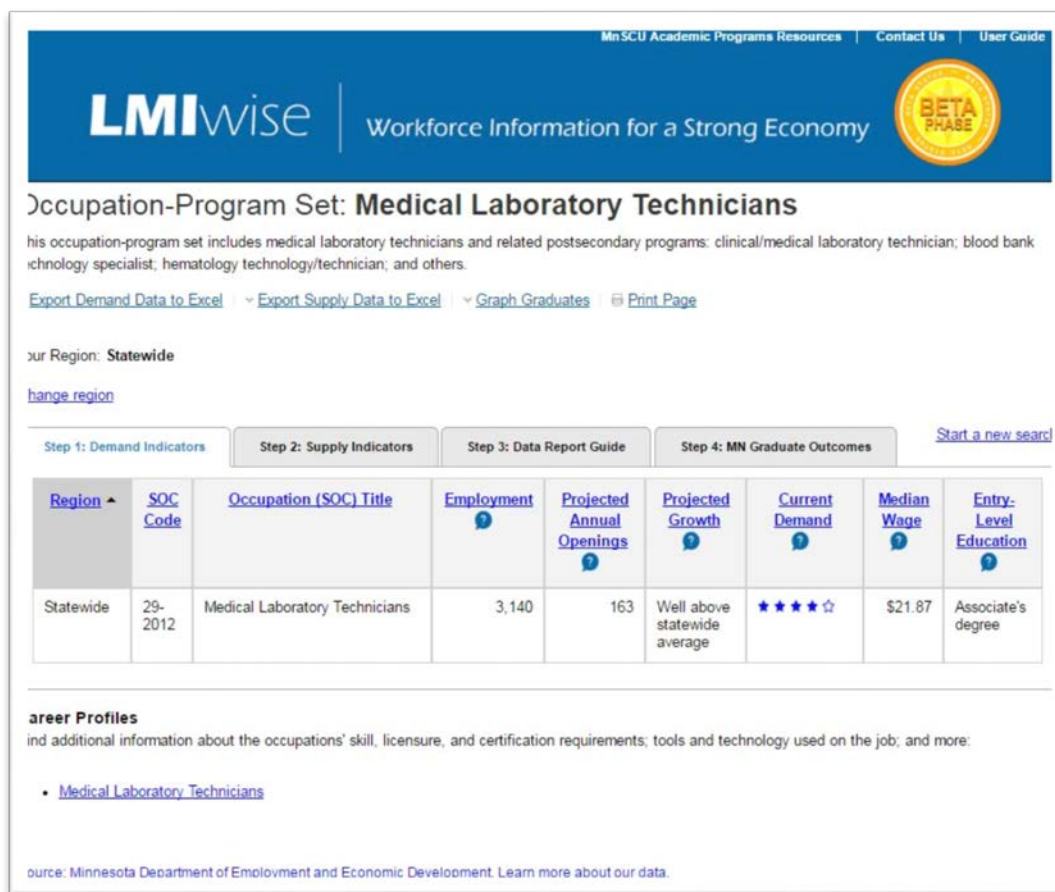 MnSCU Academic Programs Resources | Contact Us | User Guide
LMIwise | Workforce Information for a Strong Economy
BETA
PHASE
Occupation-Program Set: Medical Laboratory Technicians
his occupation-program set includes medical laboratory technicians and related postsecondary programs: clinical/medical laboratory technician; blood bank
chnology specialist; hematology technology/technician; and others.
Export Demand Data to Excel | Export Supply Data to Excel | Graph Graduates | Print Page
our Region: Statewide
hange region
Step 1: Demand Indicators
Step 2: Supply Indicators
Step 3: Data Report Guide
Step 4: MN Graduate Outcomes
Start a new searc
Region
SOC
Code
Occupation (SOC) Title
Employment
?
Projected
Annual
Openings
?
Projected
Growth
?
Current
Demand
?
Median
Wage
?
Entry-
Level
Education
?
Statewide
29-
2012
Medical Laboratory Technicians
3,140
163
Well above
statewide
average
★★★★☆
$21.87
Associate's
degree
areer Profiles
ind additional information about the occupations' skill, licensure, and certification requirements; tools and technology used on the job; and more:
• Medical Laboratory Technicians
ource: Minnesota Department of Employment and Economic Development. Learn more about our data.